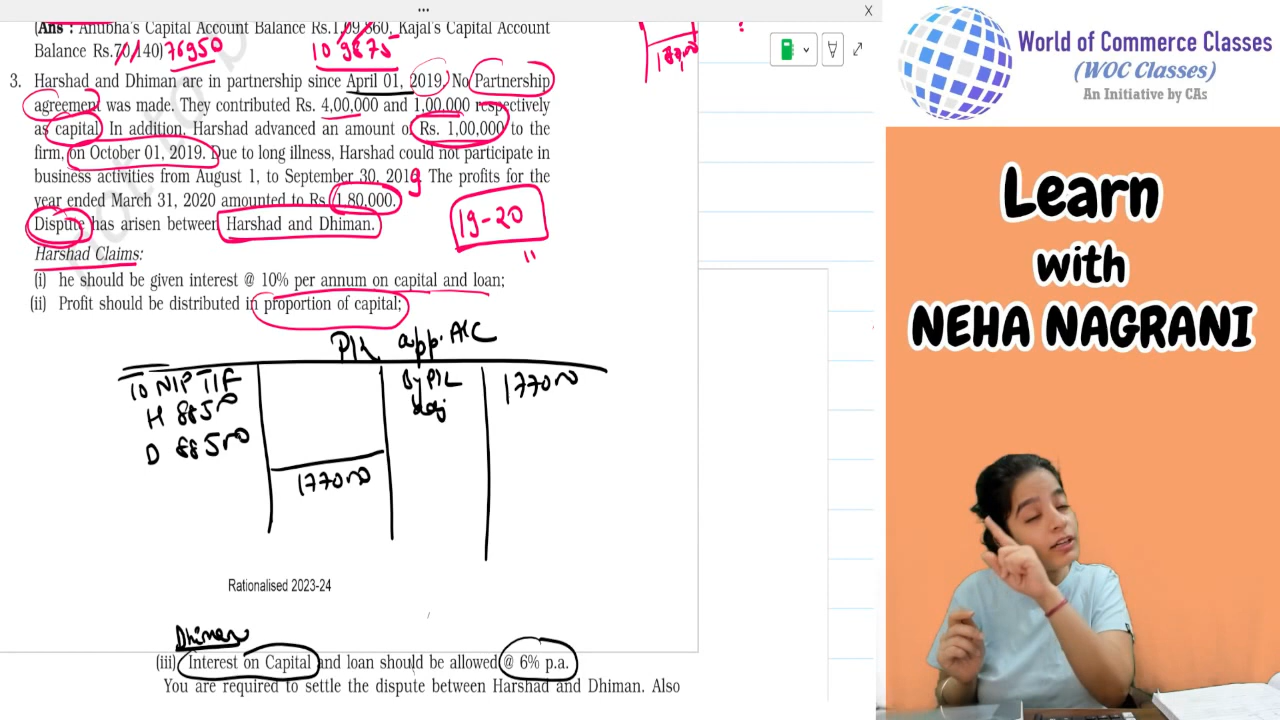 (Ans : Anubha's Capital Account Balance Rs.1,09,860, Kajal's Capital Account
Balance Rs.70,140) 76950 109875
180,000
World of Commerce Classes
(WOC Classes)
An Initiative by CAs
3. Harshad and Dhiman are in partnership since April 01, 2019. No Partnership
agreement was made. They contributed Rs. 4,00,000 and 1,00,000 respectively
as capital. In addition, Harshad advanced an amount of Rs. 1,00,000 to the
firm, on October 01, 2019. Due to long illness, Harshad could not participate in
business activities from August 1, to September 30, 2019. The profits for the
year ended March 31, 2020 amounted to Rs. 1,80,000.
Dispute has arisen between Harshad and Dhiman.
19-20
Harshad Claims:
(i) he should be given interest @ 10% per annum on capital and loan;
(ii) Profit should be distributed in proportion of capital;
P/L app. A/C
To N/P T/F
By P/L
177000
H 88500
Adj
D 88500
177000
Rationalised 2023-24
Dhiman
(iii) Interest on Capital and loan should be allowed @ 6% p.a.
You are required to settle the dispute between Harshad and Dhiman. Also
Learn
with
NEHA NAGRANI